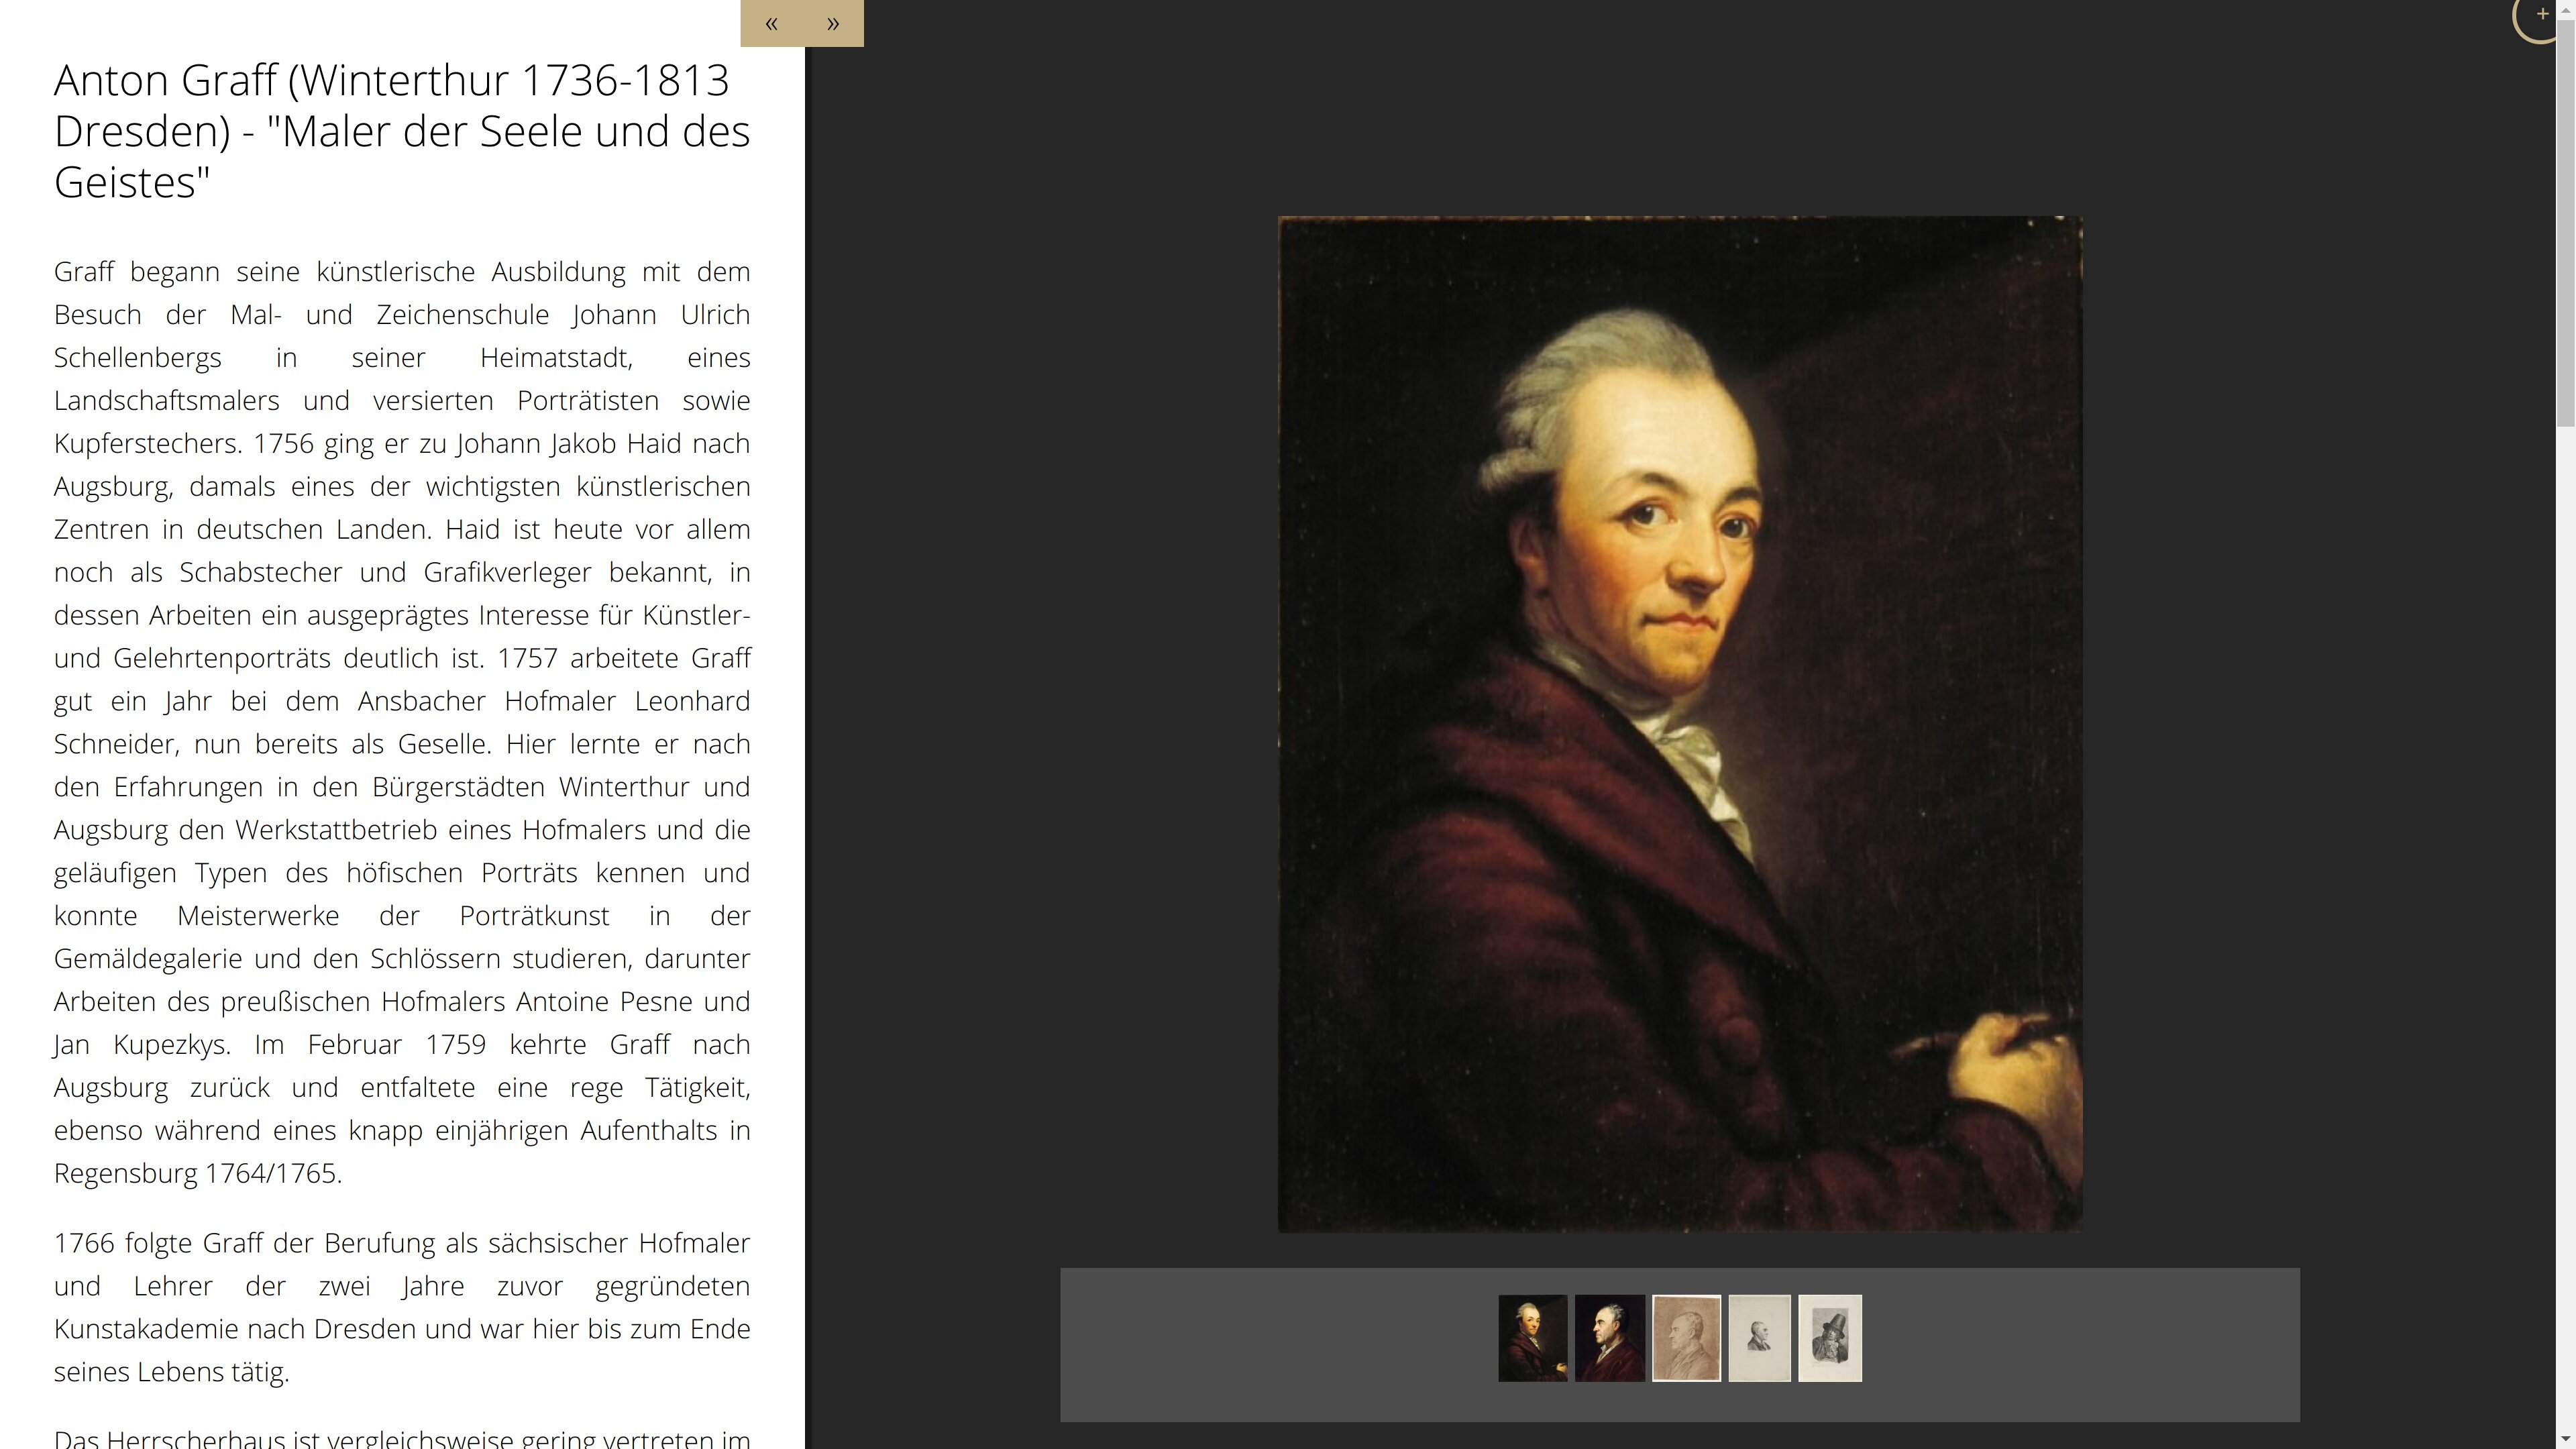 « »
+
Anton Graff (Winterthur 1736-1813
Dresden) - "Maler der Seele und des
Geistes"
Graff begann seine künstlerische Ausbildung mit dem
Besuch der Mal- und Zeichenschule Johann Ulrich
Schellenbergs in seiner Heimatstadt, eines
Landschaftsmalers und versierten Porträtisten sowie
Kupferstechers. 1756 ging er zu Johann Jakob Haid nach
Augsburg, damals eines der wichtigsten künstlerischen
Zentren in deutschen Landen. Haid ist heute vor allem
noch als Schabstecher und Grafikverleger bekannt, in
dessen Arbeiten ein ausgeprägtes Interesse für Künstler-
und Gelehrtenporträts deutlich ist. 1757 arbeitete Graff
gut ein Jahr bei dem Ansbacher Hofmaler Leonhard
Schneider, nun bereits als Geselle. Hier lernte er nach
den Erfahrungen in den Bürgerstädten Winterthur und
Augsburg den Werkstattbetrieb eines Hofmalers und die
geläufigen Typen des höfischen Porträts kennen und
konnte Meisterwerke der Porträtkunst in der
Gemäldegalerie und den Schlössern studieren, darunter
Arbeiten des preußischen Hofmalers Antoine Pesne und
Jan Kupezkys. Im Februar 1759 kehrte Graff nach
Augsburg zurück und entfaltete eine rege Tätigkeit,
ebenso während eines knapp einjährigen Aufenthalts in
Regensburg 1764/1765.
1766 folgte Graff der Berufung als sächsischer Hofmaler
und Lehrer der zwei Jahre zuvor gegründeten
Kunstakademie nach Dresden und war hier bis zum Ende
seines Lebens tätig.
Das Herrscherhaus ist vergleichsweise gering vertreten im